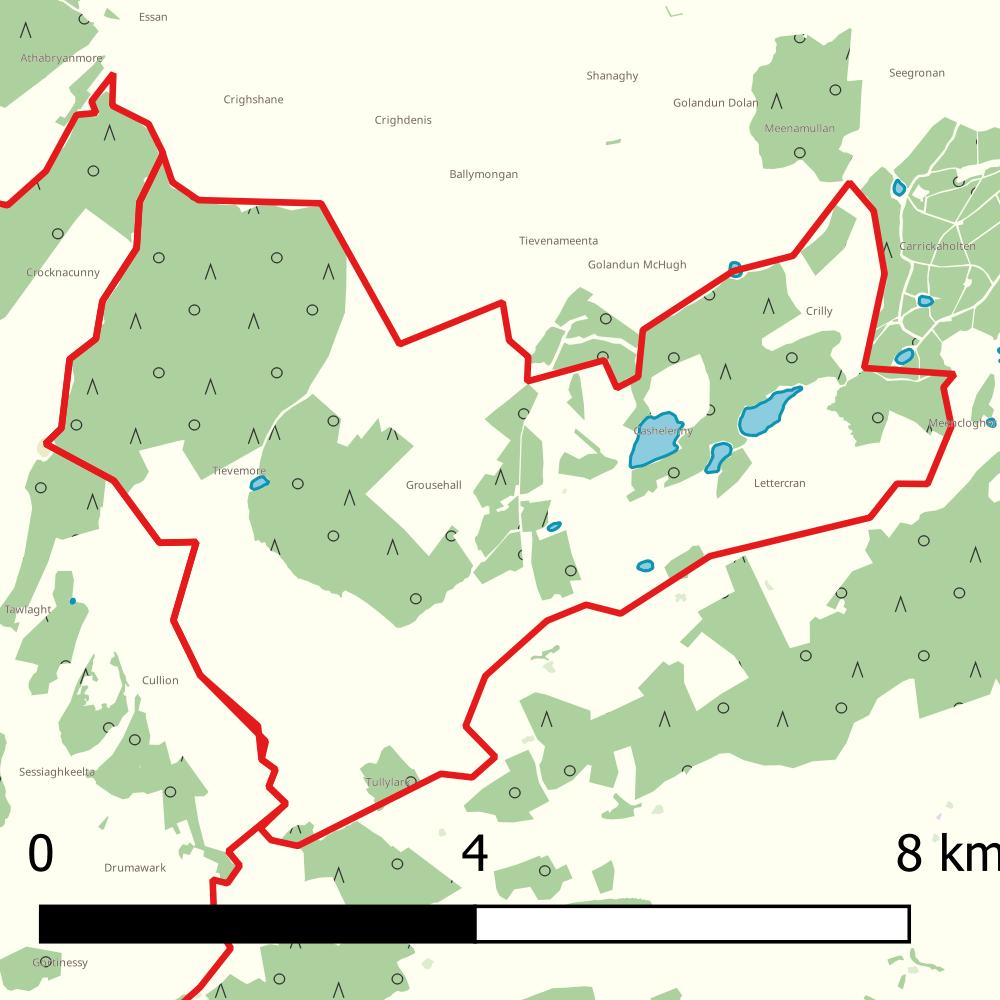 Essan
Athabryanmore
Shanaghy
Seegronan
Crighshane
Golandun Dolan
Crighdenis
Meenamullan
Ballymongan
Tievenameenta
Carrickaholten
Golandun McHugh
Crocknacunny
Crilly
Cashelenny
Tievemore
Grousehall
Lettercran
Tawlaght
Cullion
Sessiaghkeelta
Tullylark
0 4 8 km
Drumawark
Gortinessy